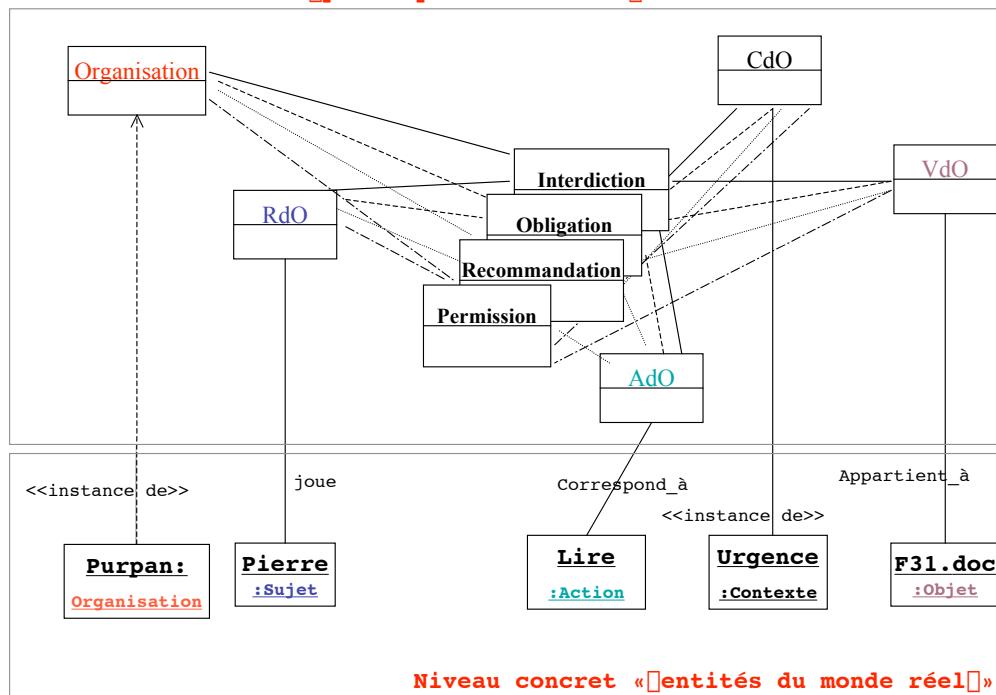 Organisation
CdO
VdO
Interdiction
RdO
Obligation
Recommandation
Permission
AdO
<<instance de>>
joue
Correspond_à
<<instance de>>
Appartient_à
Purpan:
Organisation
Pierre
:Sujet
Lire
:Action
Urgence
:Contexte
F31.doc
:Objet
Niveau concret «▯entités du monde réel▯»